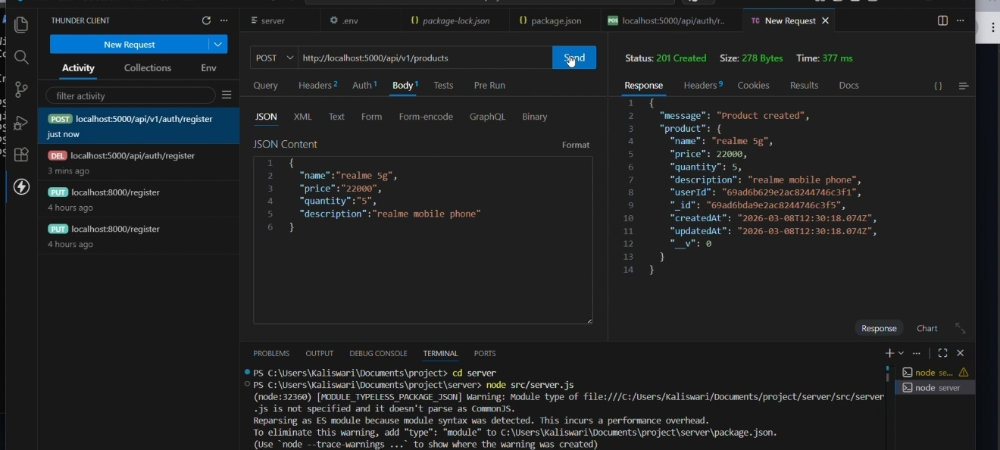 THUNDER CLIENT
New Request
Activity Collections Env
filter activity
POST localhost:5000/api/v1/auth/register
just now
DEL localhost:5000/api/auth/register
3 mins ago
PUT localhost:8000/register
4 hours ago
PUT localhost:8000/register
4 hours ago
server .env {} package-lock.json {} package.json POS localhost:5000/api/auth/r.. TC New Request
POST http://localhost:5000/api/v1/products Send
Query Headers 2 Auth 1 Body 1 Tests Pre Run
JSON XML Text Form Form-encode GraphQL Binary
JSON Content Format
1 {
2 "name":"realme 5g",
3 "price":"22000",
4 "quantity":"5",
5 "description":"realme mobile phone"
6 }
Status: 201 Created Size: 278 Bytes Time: 377 ms
Response Headers 9 Cookies Results Docs {}
1 {
2 "message": "Product created",
3 "product": {
4 "name": "realme 5g",
5 "price": 22000,
6 "quantity": 5,
7 "description": "realme mobile phone",
8 "userId": "69ad6b629e2ac8244746c3f1",
9 "_id": "69ad6bda9e2ac8244746c3f5",
10 "createdAt": "2026-03-08T12:30:18.074Z",
11 "updatedAt": "2026-03-08T12:30:18.074Z",
12 "__v": 0
13 }
14 }
Response Chart
PROBLEMS OUTPUT DEBUG CONSOLE TERMINAL PORTS
PS C:\Users\Kaliswari\Documents\project> cd server
PS C:\Users\Kaliswari\Documents\project\server> node src/server.js
(node:32360) [MODULE_TYPELESS_PACKAGE_JSON] Warning: Module type of file:///C:/Users/Kaliswari/Documents/project/server/src/server
.js is not specified and it doesn't parse as CommonJS.
Reparsing as ES module because module syntax was detected. This incurs a performance overhead.
To eliminate this warning, add "type": "module" to C:\Users\Kaliswari\Documents\project\server\package.json.
(Use `node --trace-warnings ...` to show where the warning was created)
node se...
node server